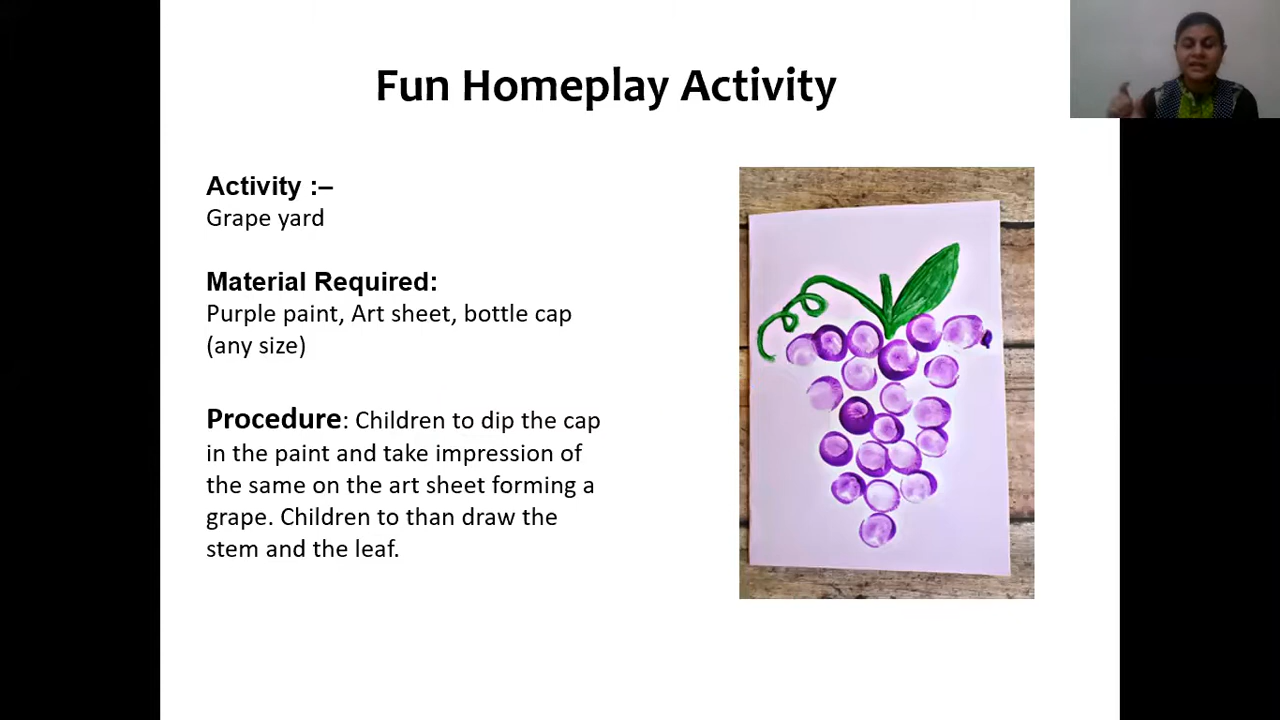 Fun Homeplay Activity
Activity :–
Grape yard
Material Required:
Purple paint, Art sheet, bottle cap
(any size)
Procedure: Children to dip the cap
in the paint and take impression of
the same on the art sheet forming a
grape. Children to than draw the
stem and the leaf.